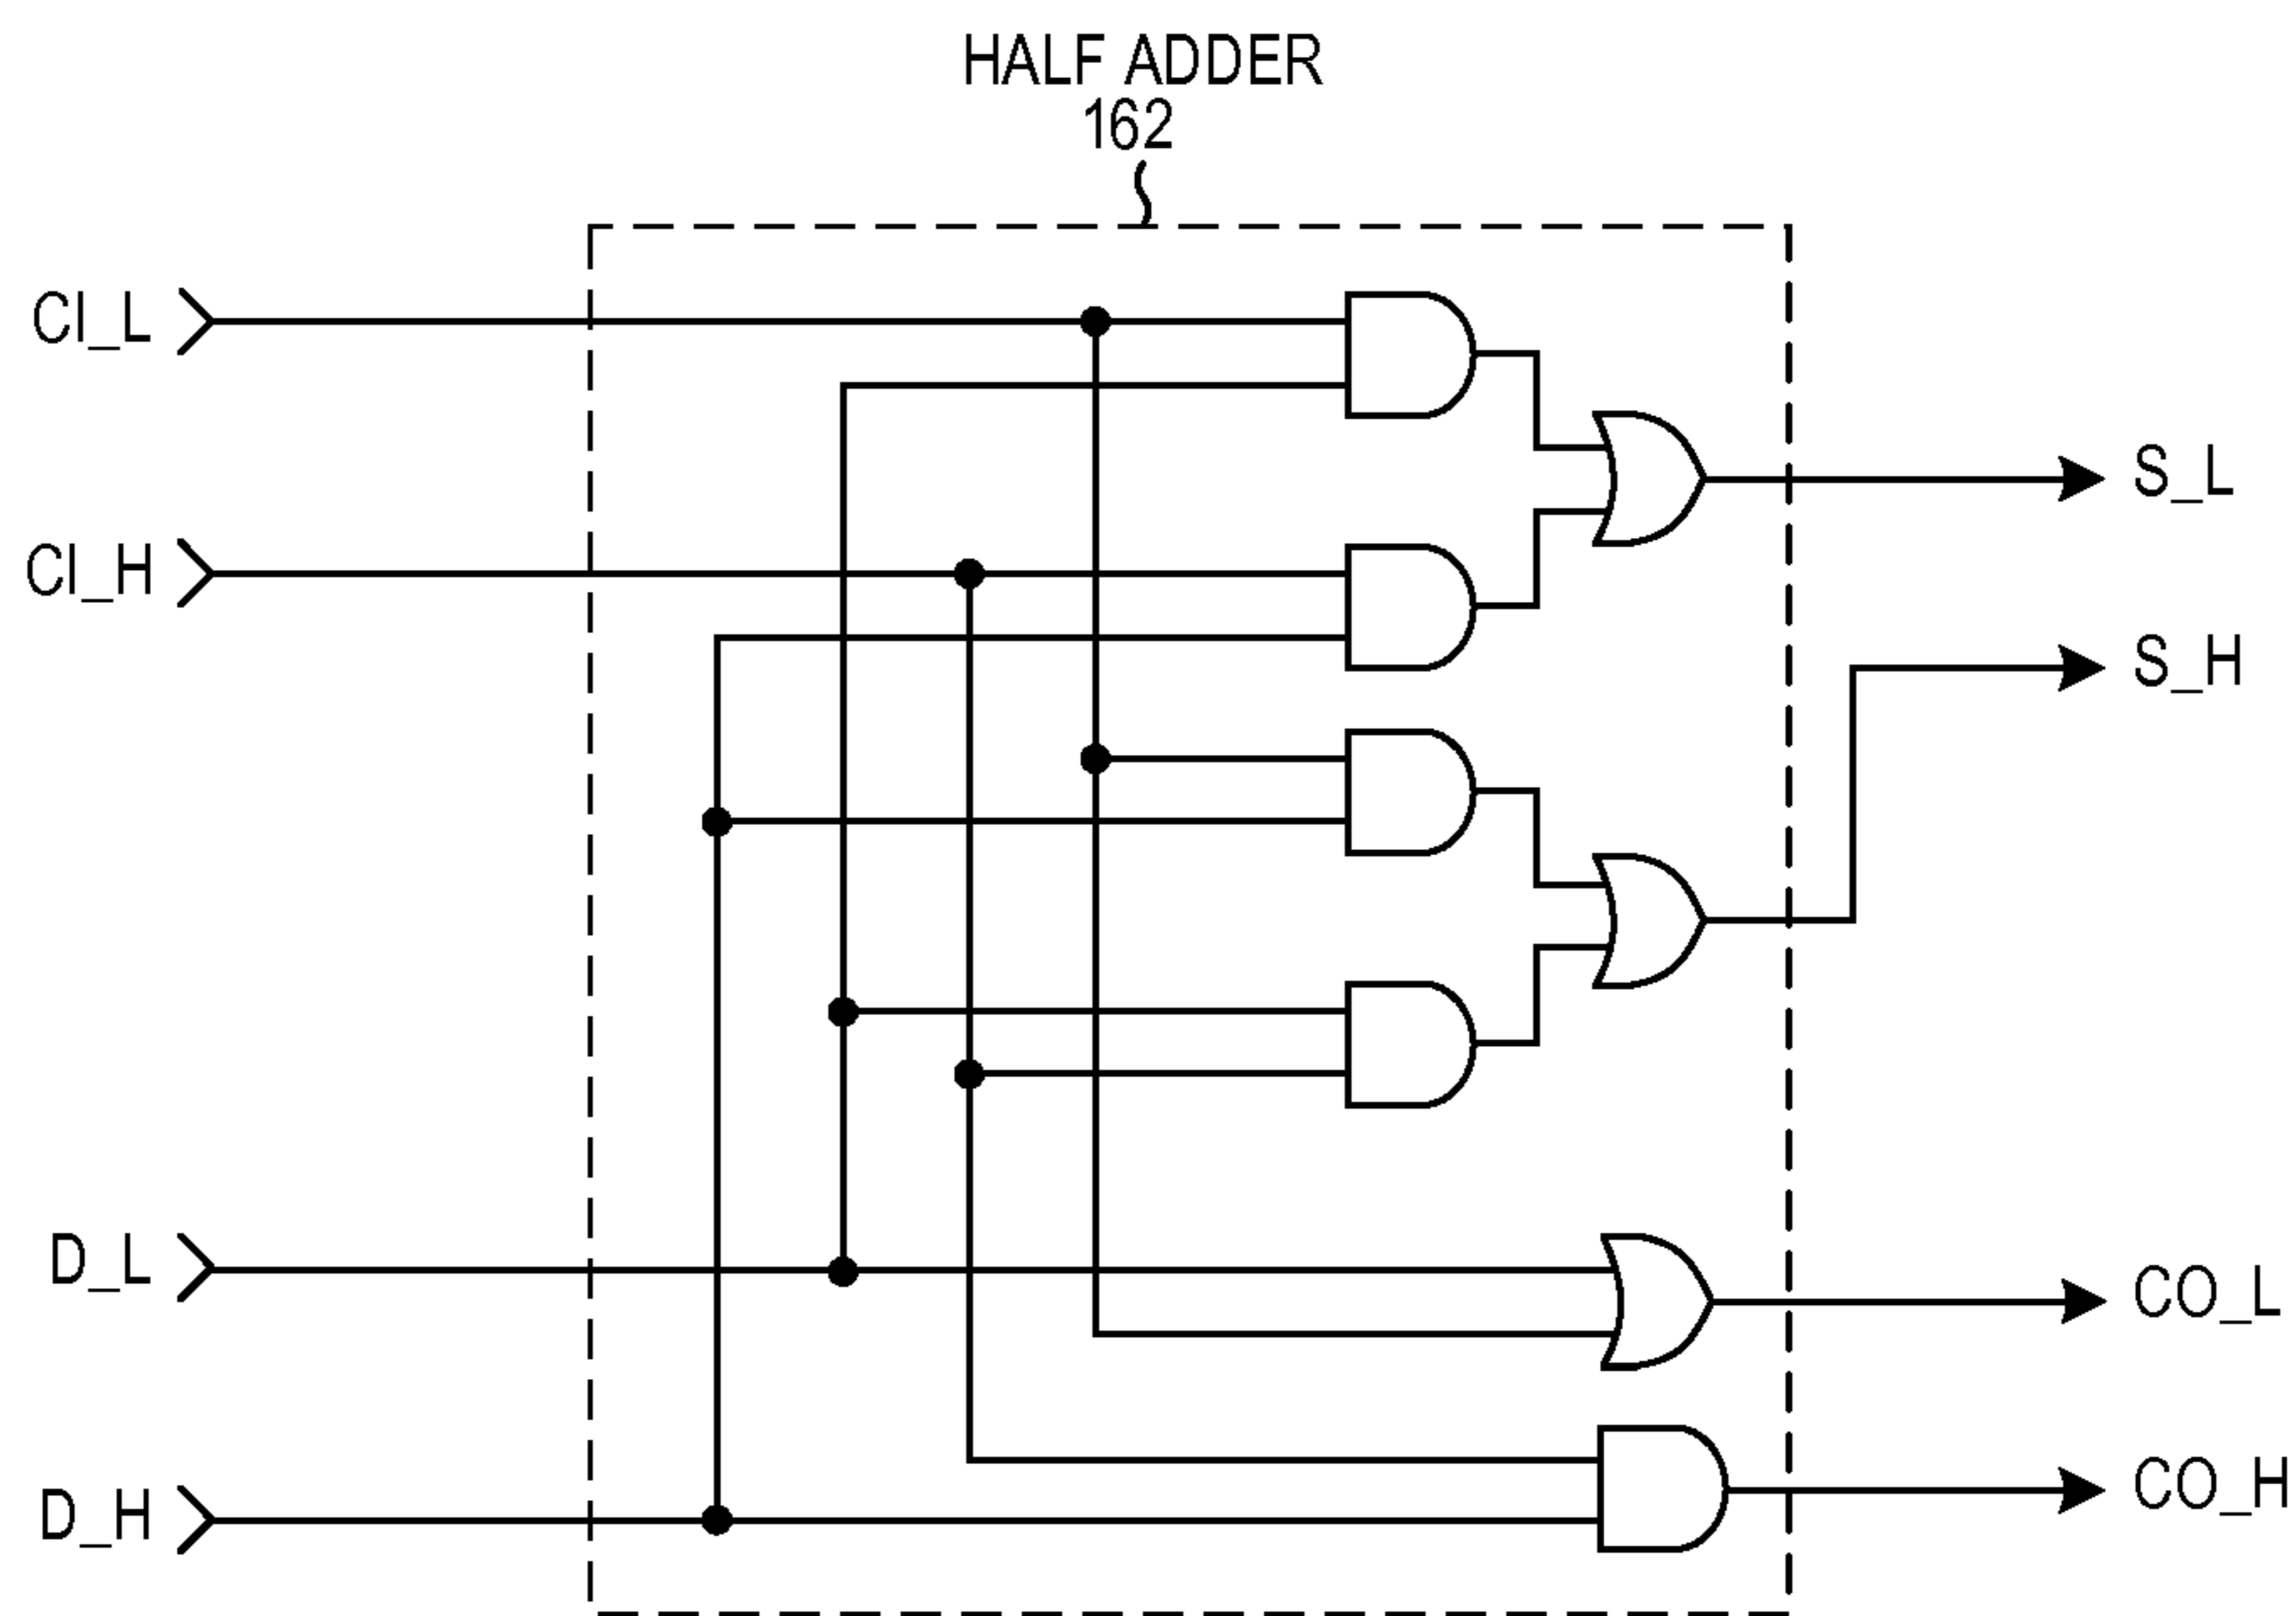 HALF ADDER
162
CI_L
CI_H
S_L
S_H
D_L
D_H
CO_L
CO_H